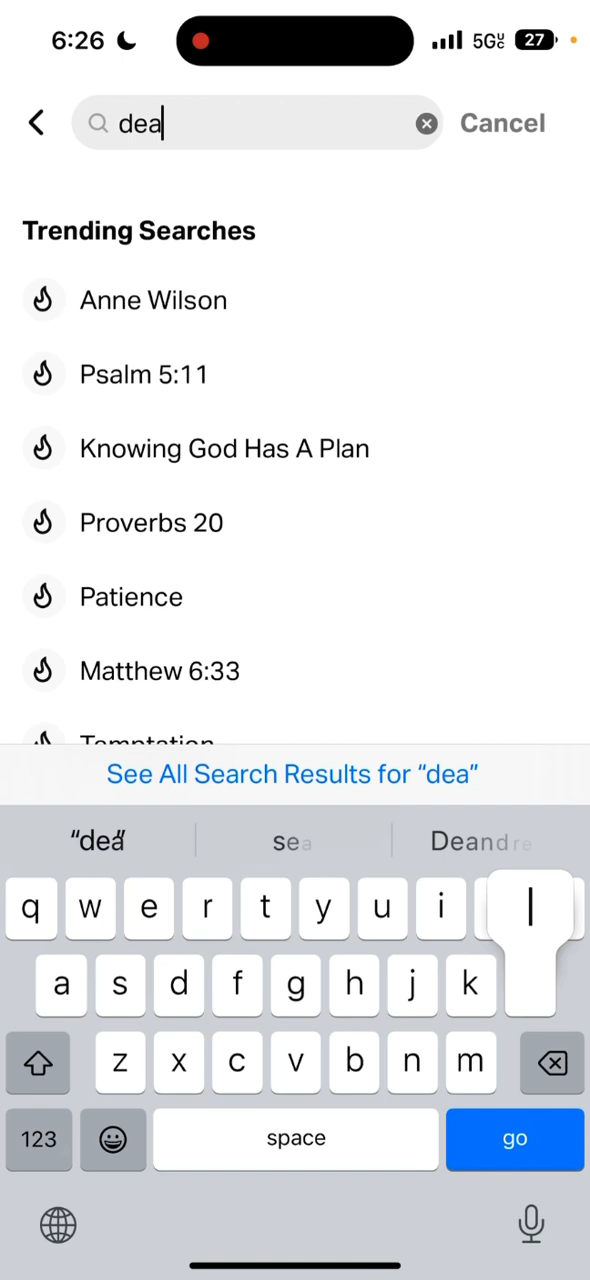 6:26
5GUC
27
dea
Cancel
Trending Searches
Anne Wilson
Psalm 5:11
Knowing God Has A Plan
Proverbs 20
Patience
Matthew 6:33
Temptation
See All Search Results for “dea”
“dea” sea Deandre
q w e r t y u i
a s d f g h j k l
z x c v b n m
123 space go